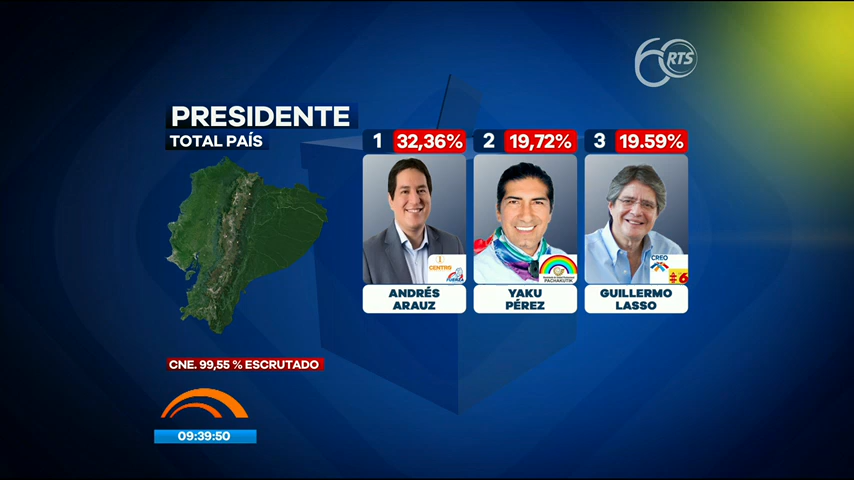 60 RTS
PRESIDENTE
TOTAL PAÍS
1 32,36%
2 19,72%
3 19.59%
1 CENTRO
PACHAKUTIK
CREO
6
ANDRÉS
ARAUZ
YAKU
PÉREZ
GUILLERMO
LASSO
CNE. 99,55 % ESCRUTADO
09:39:50